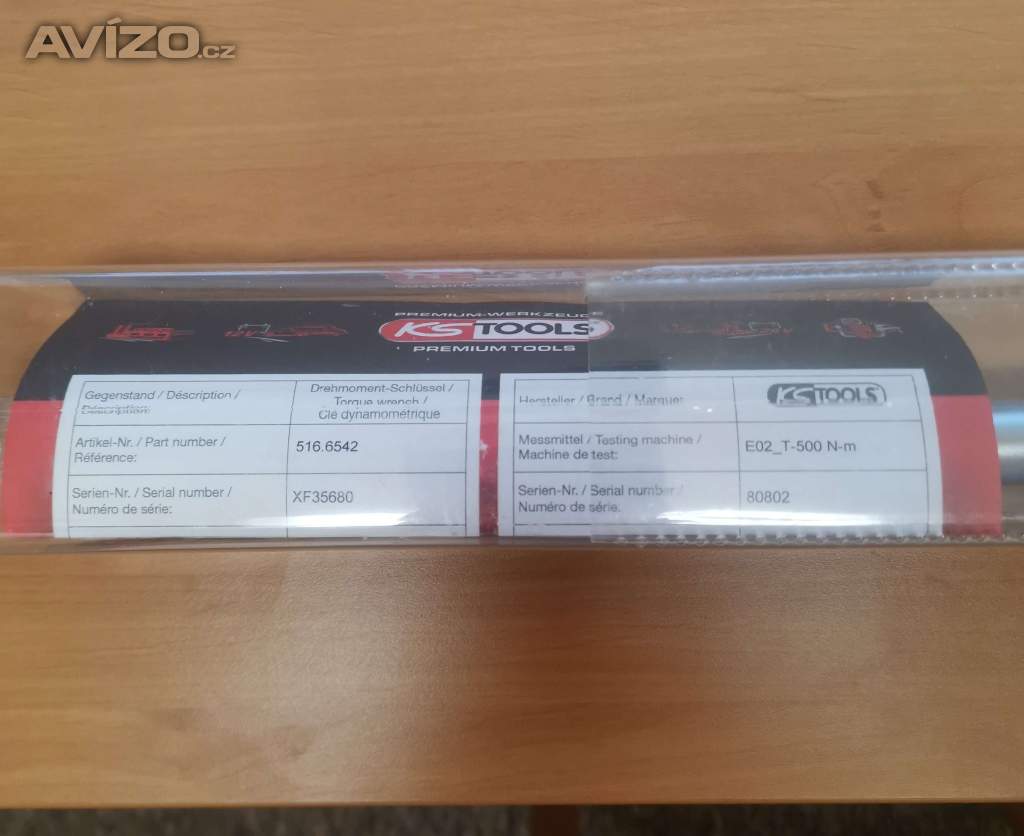 AVÍZO.cz
PREMIUM-WERKZEUGE
KS TOOLS
PREMIUM TOOLS
Gegenstand / Déscription /
Déscription:
Drehmoment-Schlüssel /
Torque wrench /
Clé dynamométrique
Artikel-Nr. / Part number /
Référence:
516.6542
Serien-Nr. / Serial number /
Numéro de série:
XF35680
Hersteller / Brand / Marque:
KS TOOLS
Messmittel / Testing machine /
Machine de test:
E02_T-500 N-m
Serien-Nr. / Serial number /
Numéro de série:
80802